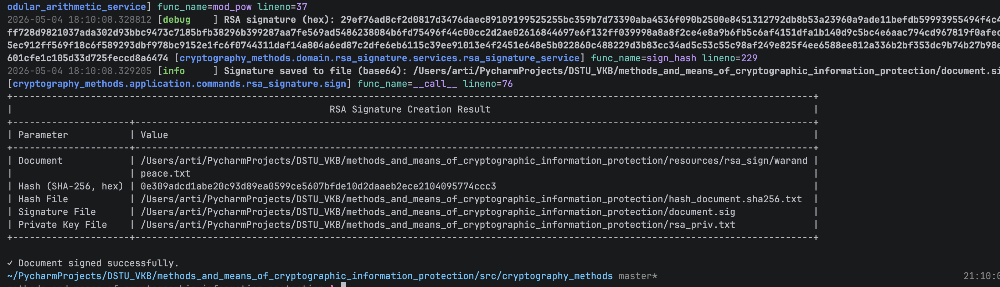 odular_arithmetic_service] func_name=mod_pow lineno=37
2026-05-04 18:10:08.328812 [debug    ] RSA signature (hex): 29ef76ad8cf2d0817d3476daec89109199525255bc359b7d73390aba4536f090b2500e8451312792db8b53a23960a9ade11befdb59993955494f4c4
ff728d9821037ada302d93bbc9473c7185bfb38296b399287aa7fe569ad5486238084b6fd75496f44c00cc2d2ae02616844697e6f132ff039998a8a8f2ce4e8a9b6fb5c6af4151dfa1b140d9c5bc4e6aac794cd967819f0afec
5ec912ff569f18c6f589293dbf978bc9152e1fc6f0744311daf14a804a6ed87c2dfe6eb6115c39ee91013e4f2451e648e5b022860c488229d3b83cc34ad5c53c55c98af249e825f4ee6588ee812a336b2bf353dc9b74b27b98e
601cfe1c105d33d725feccd8a6474 [cryptography_methods.domain.rsa_signature.services.rsa_signature_service] func_name=sign_hash lineno=229
2026-05-04 18:10:08.329205 [info     ] Signature saved to file (base64): /Users/arti/PycharmProjects/DSTU_VKB/methods_and_means_of_cryptographic_information_protection/document.si
[cryptography_methods.application.commands.rsa_signature.sign] func_name=__call__ lineno=76
RSA Signature Creation Result
| Parameter | Value |
| Document | /Users/arti/PycharmProjects/DSTU_VKB/methods_and_means_of_cryptographic_information_protection/resources/rsa_sign/warand |
| | peace.txt |
| Hash (SHA-256, hex) | 0e309adcd1abe20c93d89ea0599ce5607bfde10d2daaeb2ece2104095774ccc3 |
| Hash File | /Users/arti/PycharmProjects/DSTU_VKB/methods_and_means_of_cryptographic_information_protection/hash_document.sha256.txt |
| Signature File | /Users/arti/PycharmProjects/DSTU_VKB/methods_and_means_of_cryptographic_information_protection/document.sig |
| Private Key File | /Users/arti/PycharmProjects/DSTU_VKB/methods_and_means_of_cryptographic_information_protection/rsa_priv.txt |
✓ Document signed successfully.
~/PycharmProjects/DSTU_VKB/methods_and_means_of_cryptographic_information_protection/src/cryptography_methods master* 21:10:0